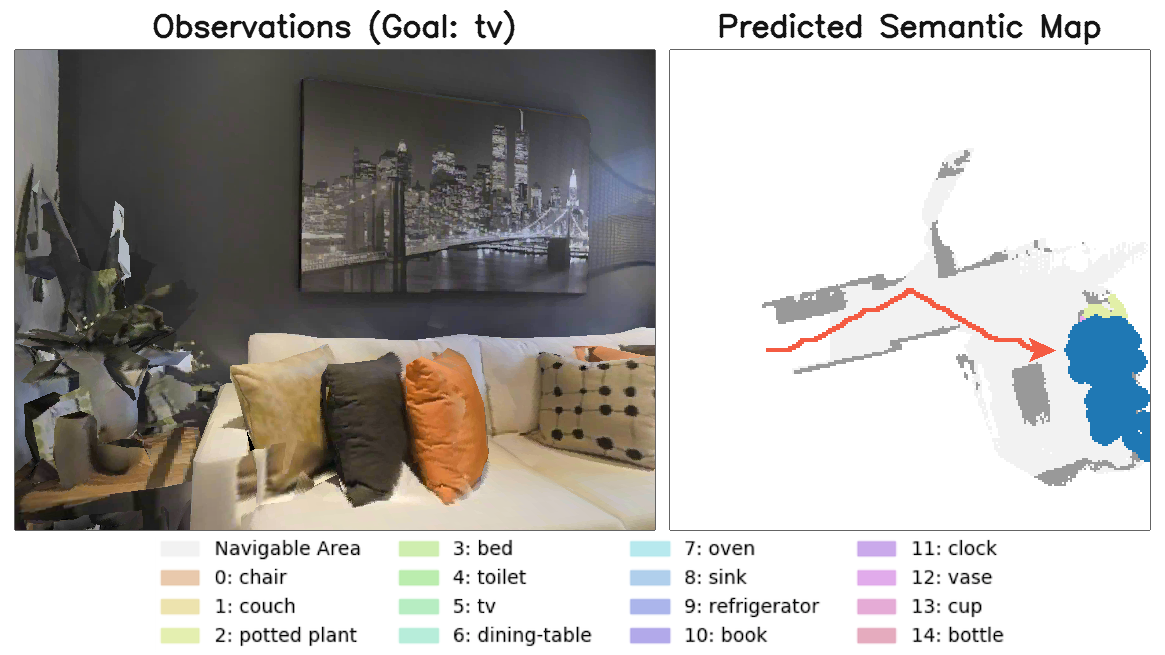 Observations (Goal: tv)
Predicted Semantic Map
Navigable Area
0: chair
1: couch
2: potted plant
3: bed
4: toilet
5: tv
6: dining-table
7: oven
8: sink
9: refrigerator
10: book
11: clock
12: vase
13: cup
14: bottle